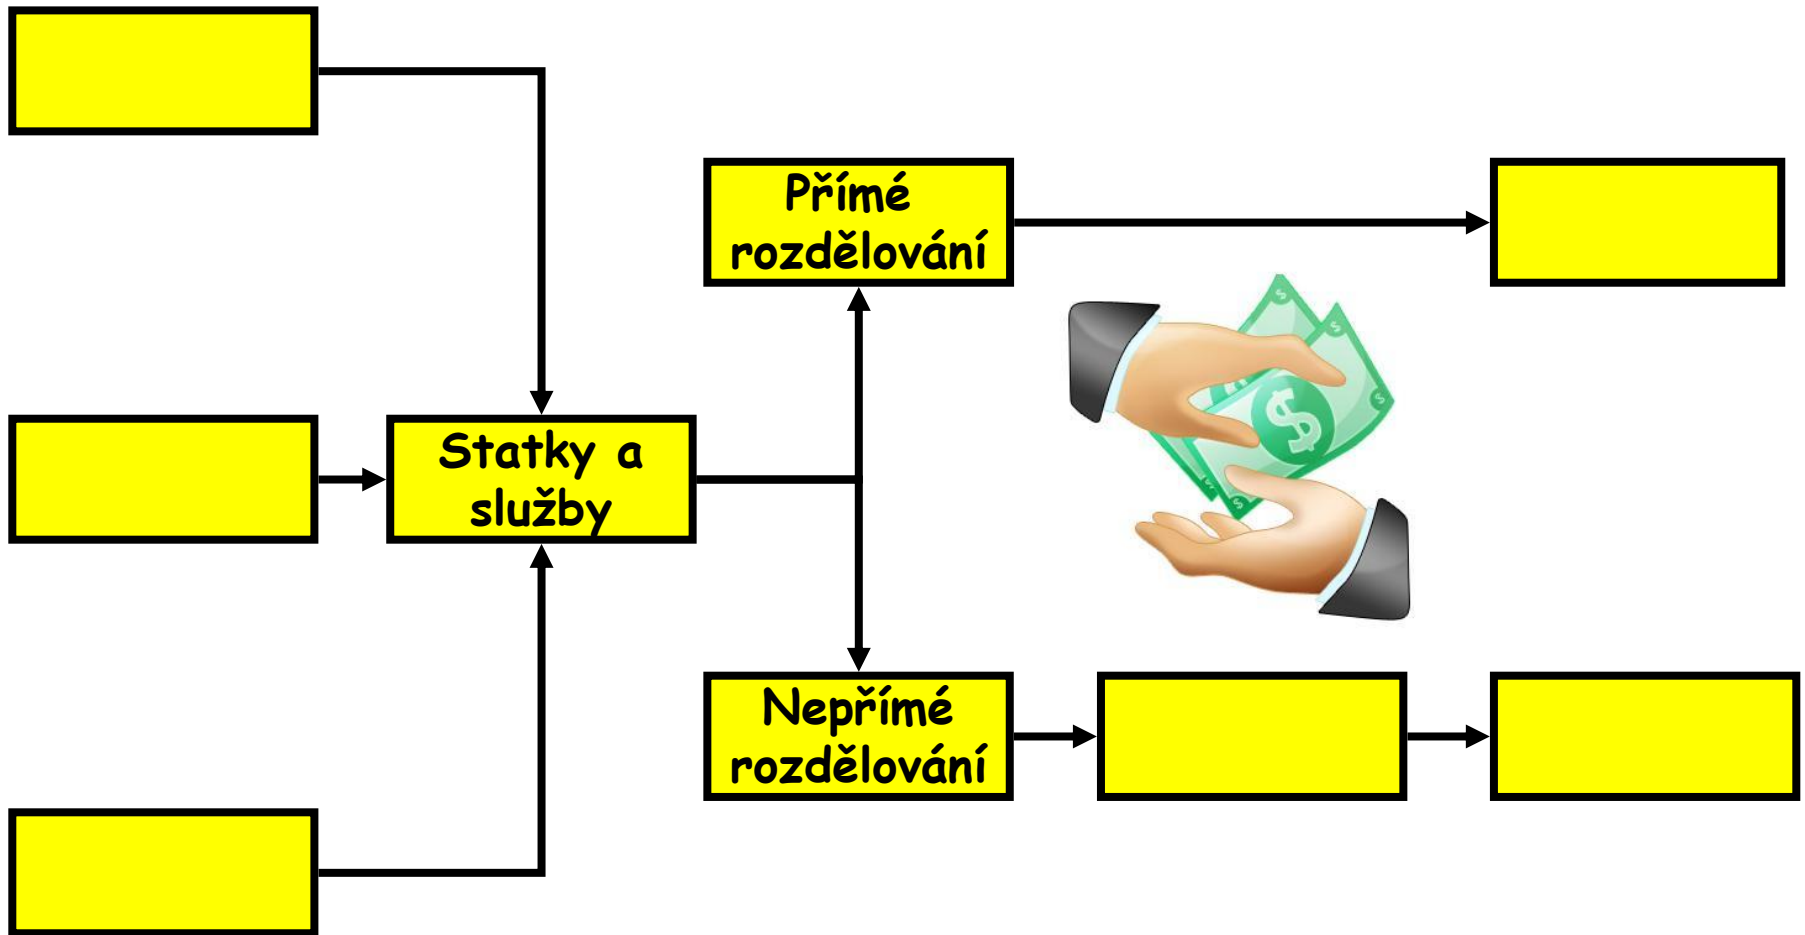 Přímé
rozdělování
Statky a
služby
Nepřímé
rozdělování